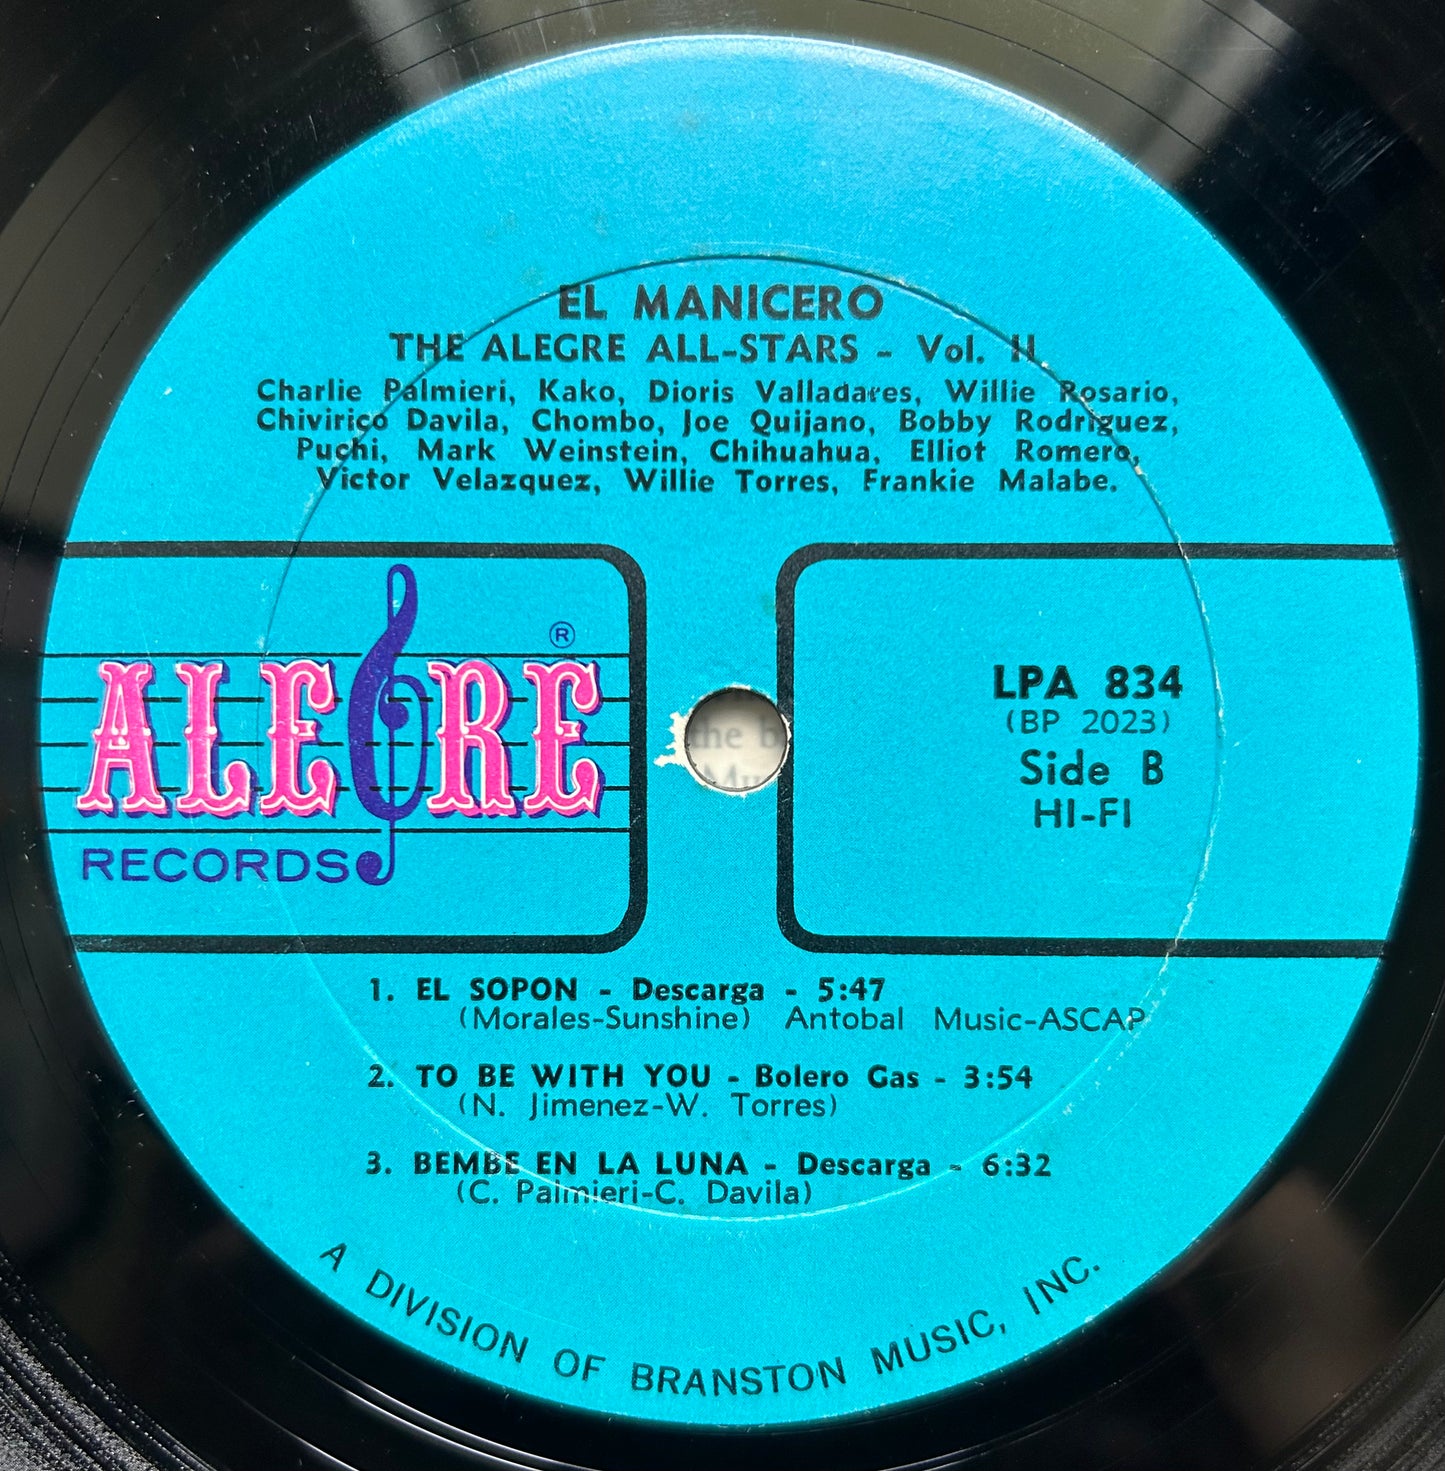 EL MANICERO
THE ALEGRE ALL-STARS - Vol. II
Charlie Palmieri, Kako, Dioris Valladares, Willie Rosario,
Chivirico Davila, Chombo, Joe Quijano, Bobby Rodriguez,
Puchi, Mark Weinstein, Chihuahua, Elliot Romero,
Victor Velazquez, Willie Torres, Frankie Malabe.
ALEGRE®
RECORDS
LPA 834
(BP 2023)
Side B
HI-FI
the b
Mu
1. EL SOPON - Descarga - 5:47
(Morales-Sunshine) Antobal Music-ASCAP
2. TO BE WITH YOU - Bolero Gas - 3:54
(N. Jimenez-W. Torres)
3. BEMBE EN LA LUNA - Descarga - 6:32
(C. Palmieri-C. Davila)
A DIVISION OF BRANSTON MUSIC, INC.